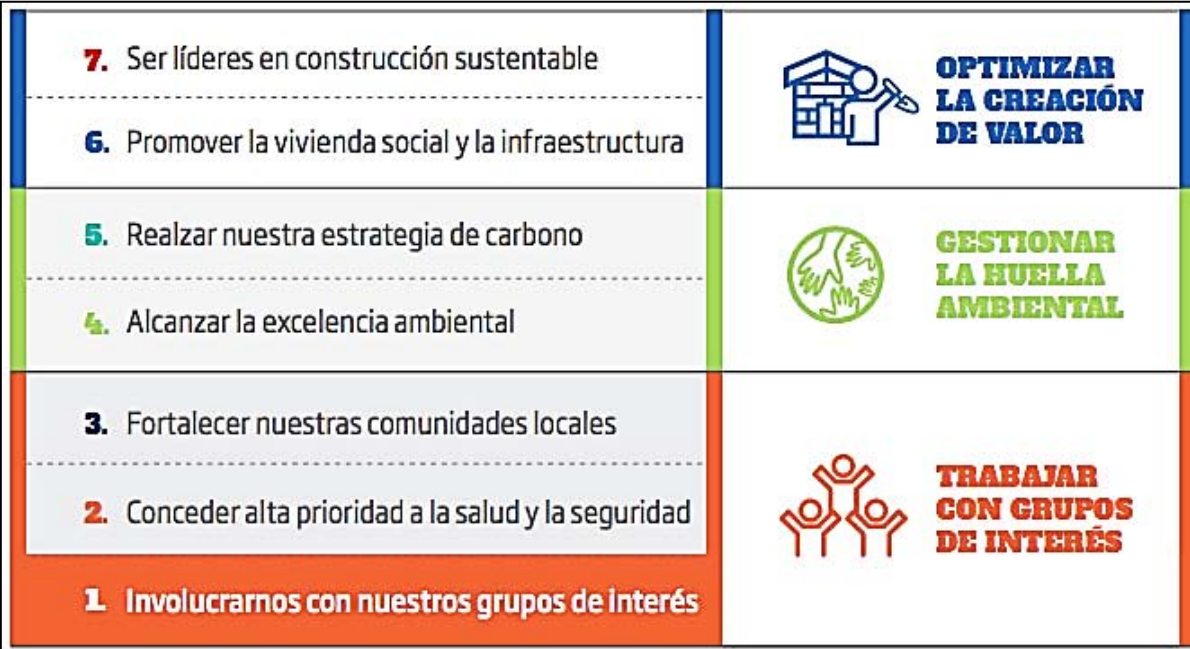 7. Ser líderes en construcción sustentable
6. Promover la vivienda social y la infraestructura
OPTIMIZAR
LA CREACIÓN
DE VALOR
5. Realzar nuestra estrategia de carbono
4. Alcanzar la excelencia ambiental
GESTIONAR
LA HUELLA
AMBIENTAL
3. Fortalecer nuestras comunidades locales
2. Conceder alta prioridad a la salud y la seguridad
1. Involucrarnos con nuestros grupos de interés
TRABAJAR
CON GRUPOS
DE INTERÉS